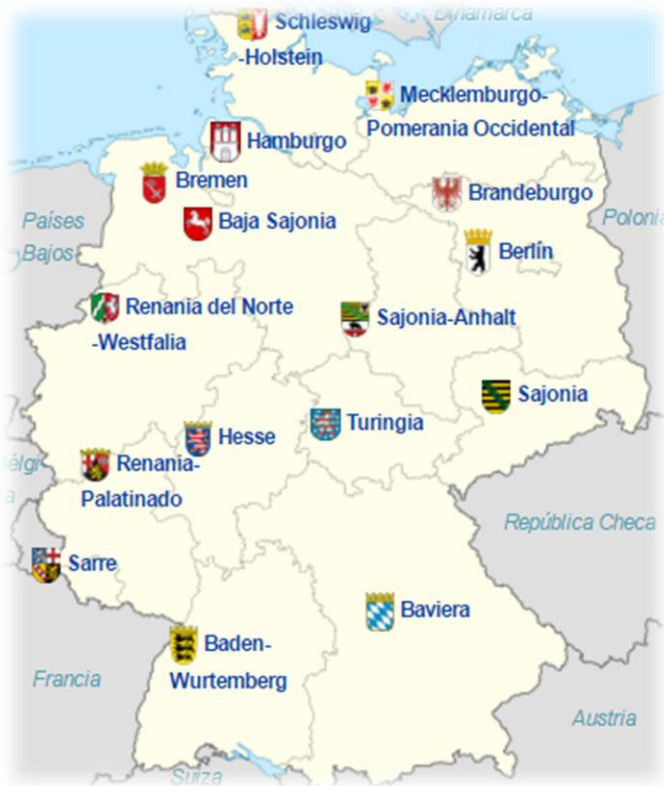 Schleswig
Dinamarca
-Holstein
Mecklemburgo-
Pomerania Occidental
Hamburgo
Bremen
Brandeburgo
Países
Bajos
Baja Sajonia
Polonia
Berlín
Renania del Norte
-Westfalia
Sajonia-Anhalt
Sajonia
Turingia
Hesse
Renania-
Palatinado
República Checa
Sarre
Baviera
Baden-
Wurtemberg
Francia
Austria
Suiza